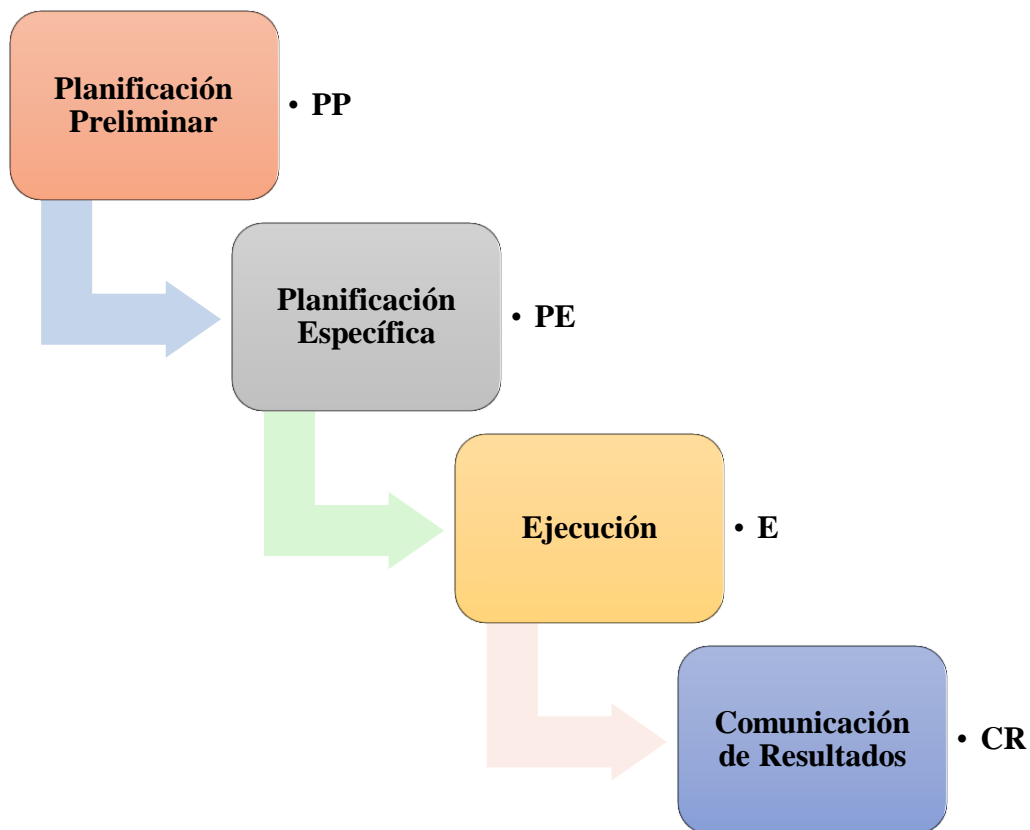 Planificación
Preliminar
• PP
Planificación
Específica
• PE
Ejecución
• E
Comunicación
de Resultados
• CR